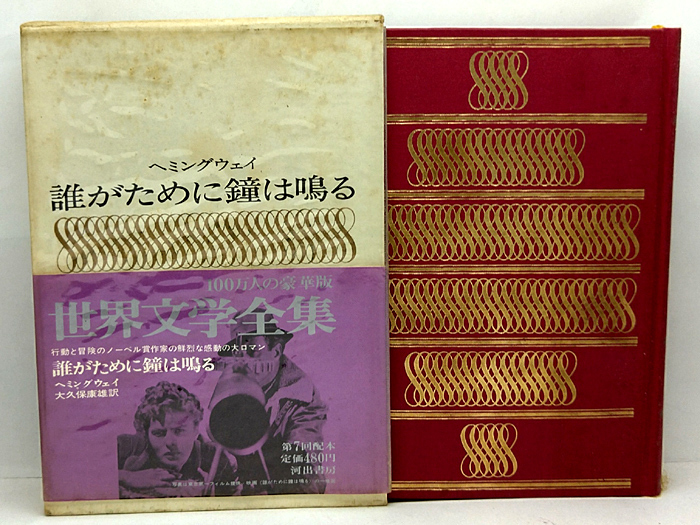 ヘミングウェイ
誰がために鐘は鳴る
100万人の豪華版
世界文学全集
行動と冒険のノーベル賞作家の鮮烈な感動の大ロマン
誰がために鐘は鳴る
ヘミングウェイ
大久保康雄訳
第7回配本
定価480円
河出書房